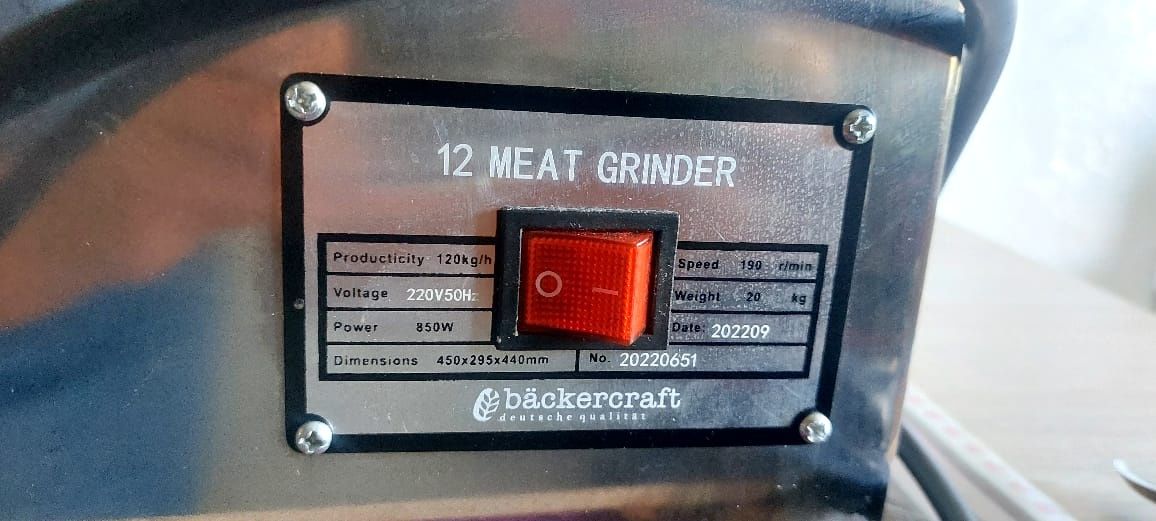 12 MEAT GRINDER
Producticity 120kg/h
Speed 190 r/min
Voltage 220V50Hz
Weight 20 kg
Power 850W
Date: 202209
Dimensions 450x295x440mm
No. 20220651
bäckercraft
deutsche qualität